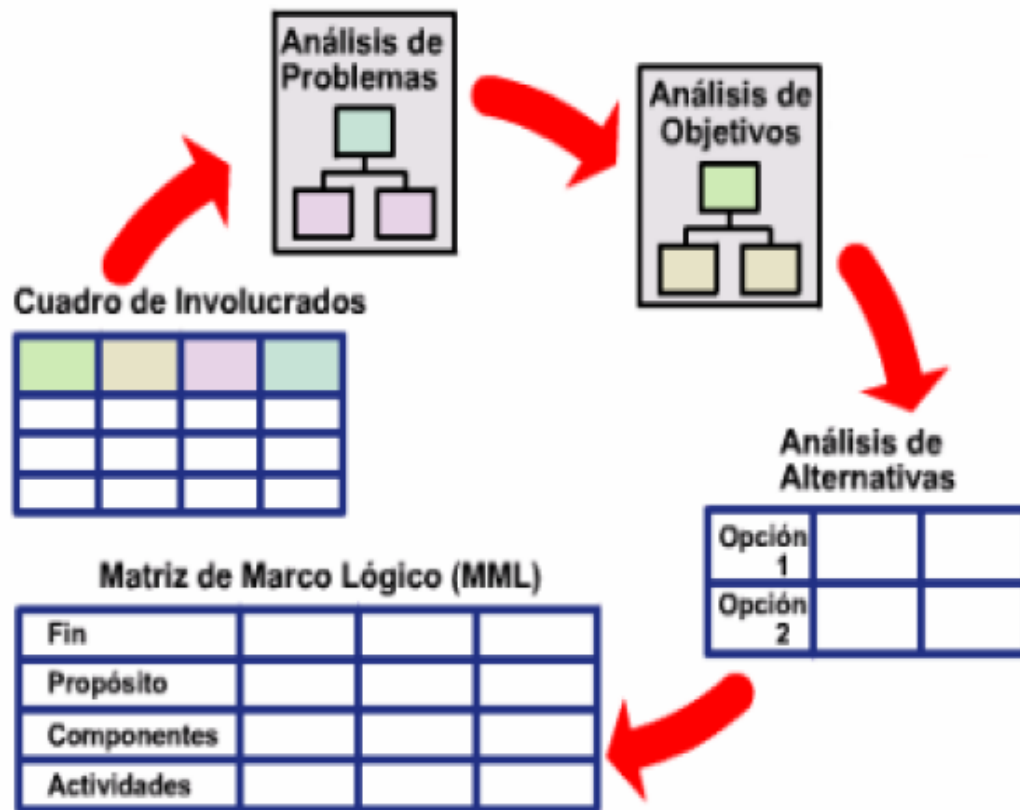 Análisis de
Problemas
Análisis de
Objetivos
Cuadro de Involucrados
Análisis de
Alternativas
Opción
1
Opción
2
Matriz de Marco Lógico (MML)
Fin
Propósito
Componentes
Actividades